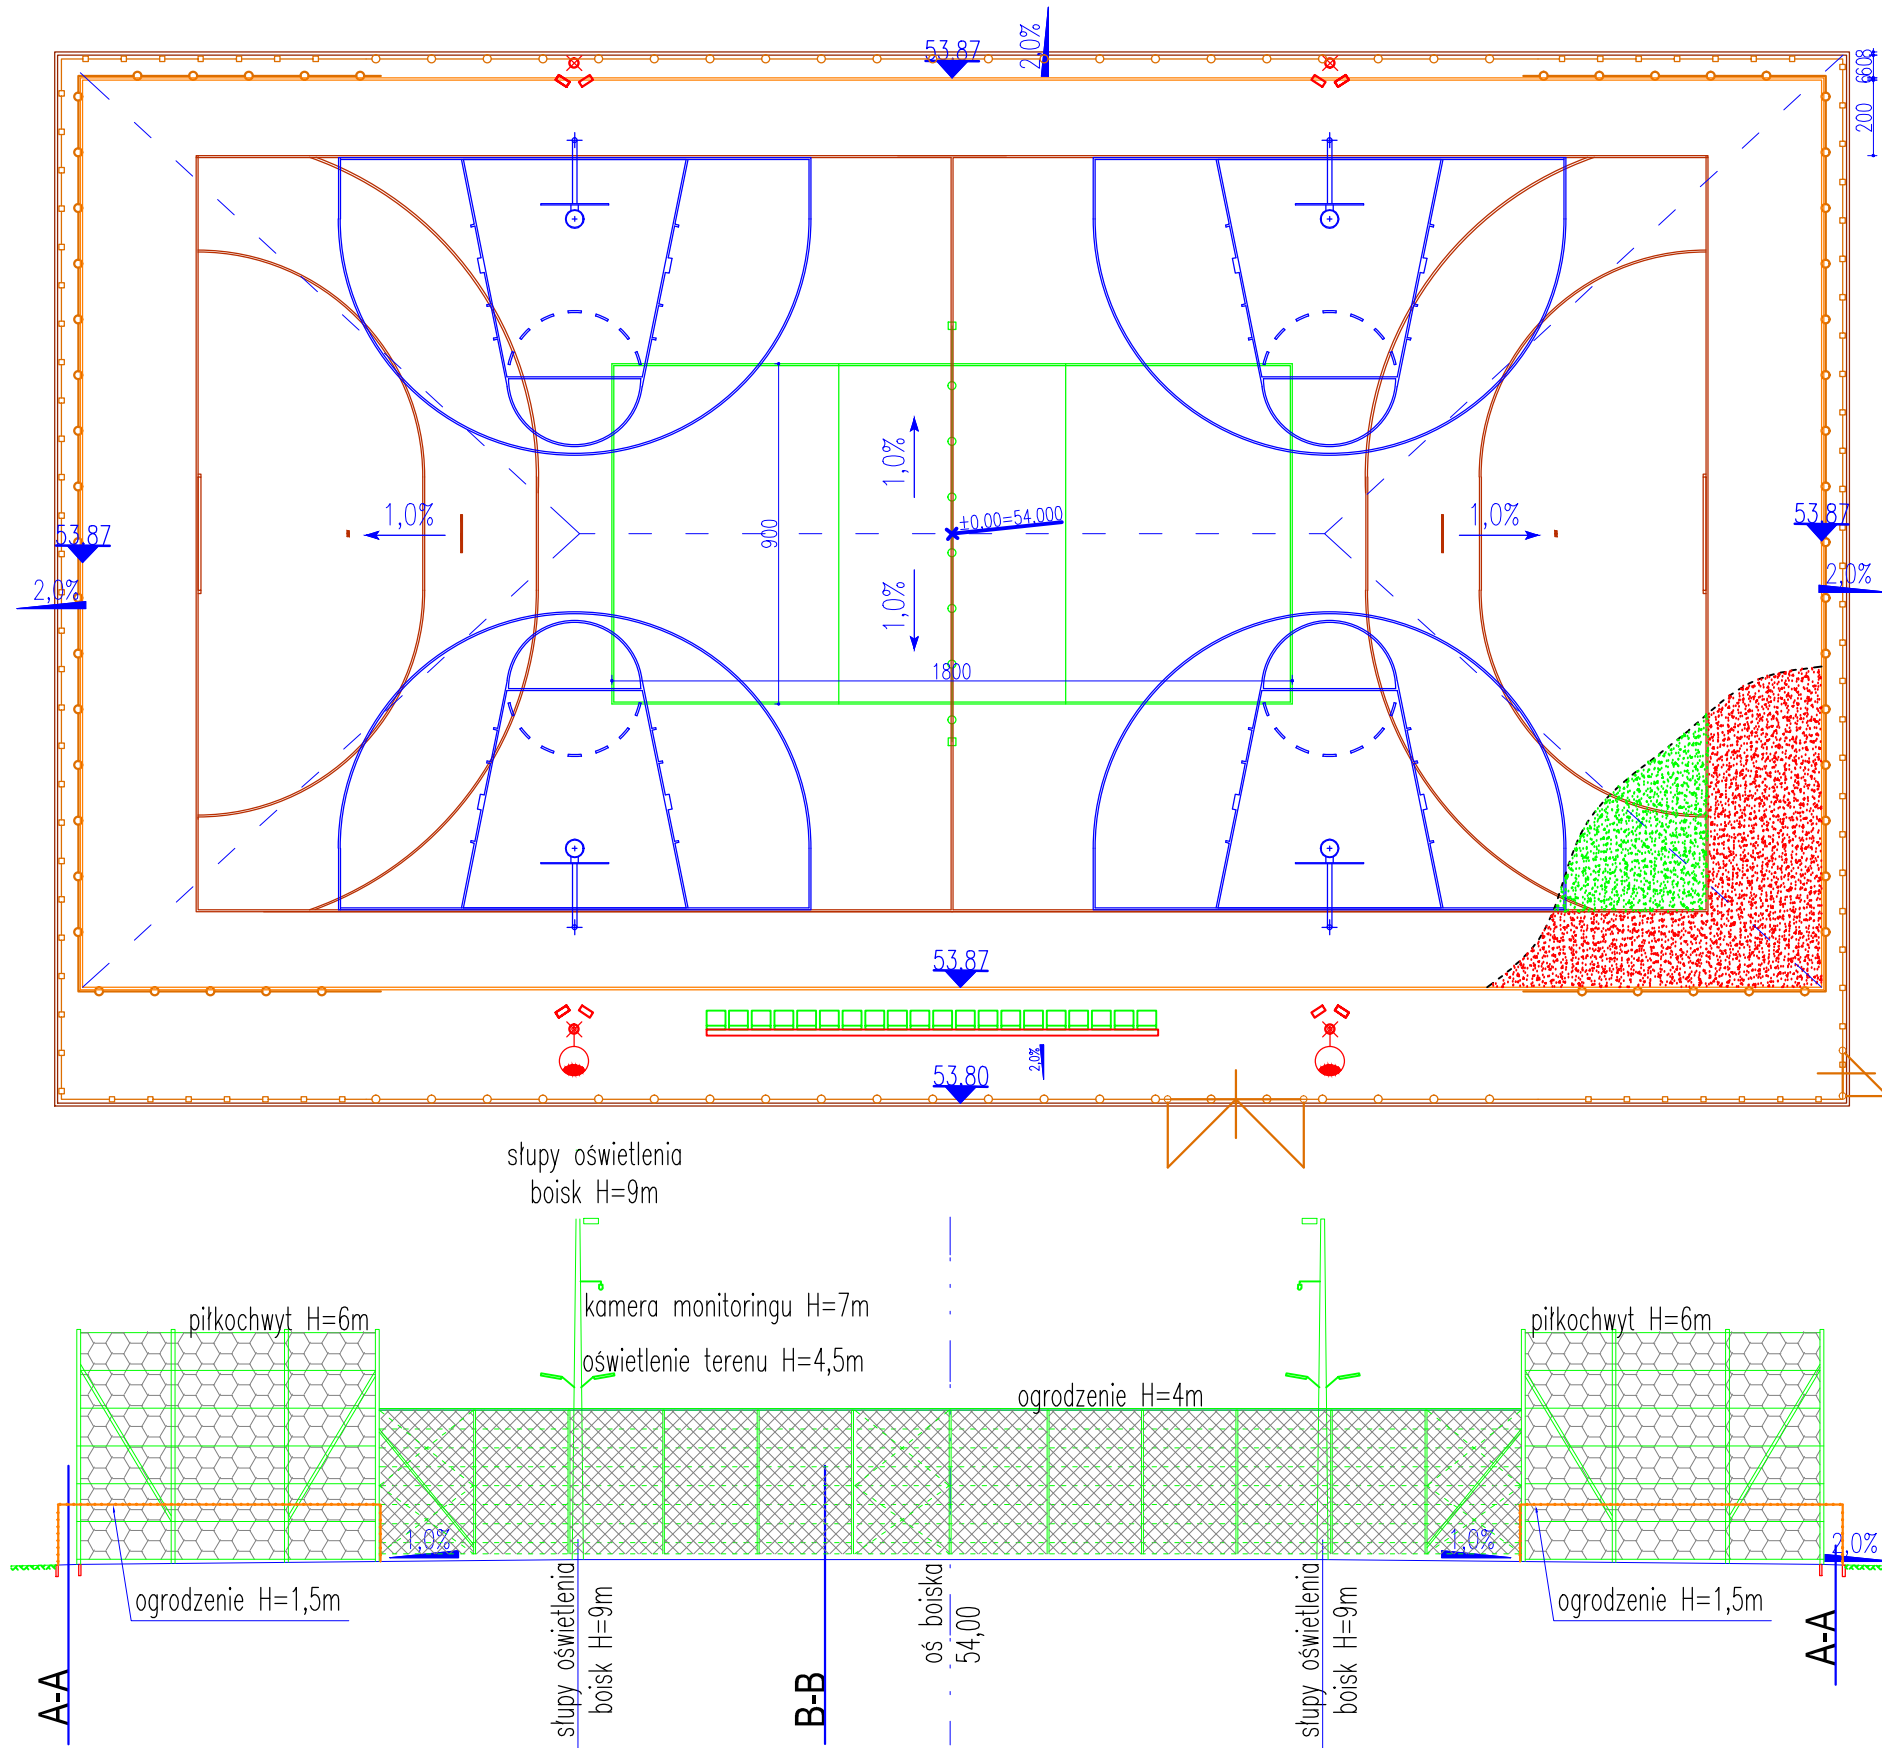 53,87
2,0%
6608
200
900
1,0%
±0,00=54,000
1,0%
1,0%
1,0%
53,87
53,87
2,0%
2,0%
1800
53,87
2,0%
53,80
słupy oświetlenia
boisk H=9m
kamera monitoringu H=7m
piłkochwyt H=6m
piłkochwyt H=6m
oświetlenie terenu H=4,5m
ogrodzenie H=4m
1,0%
1,0%
2,0%
ogrodzenie H=1,5m
ogrodzenie H=1,5m
słupy oświetlenia
boisk H=9m
oś boiska
54,00
słupy oświetlenia
boisk H=9m
A-A
B-B
A-A